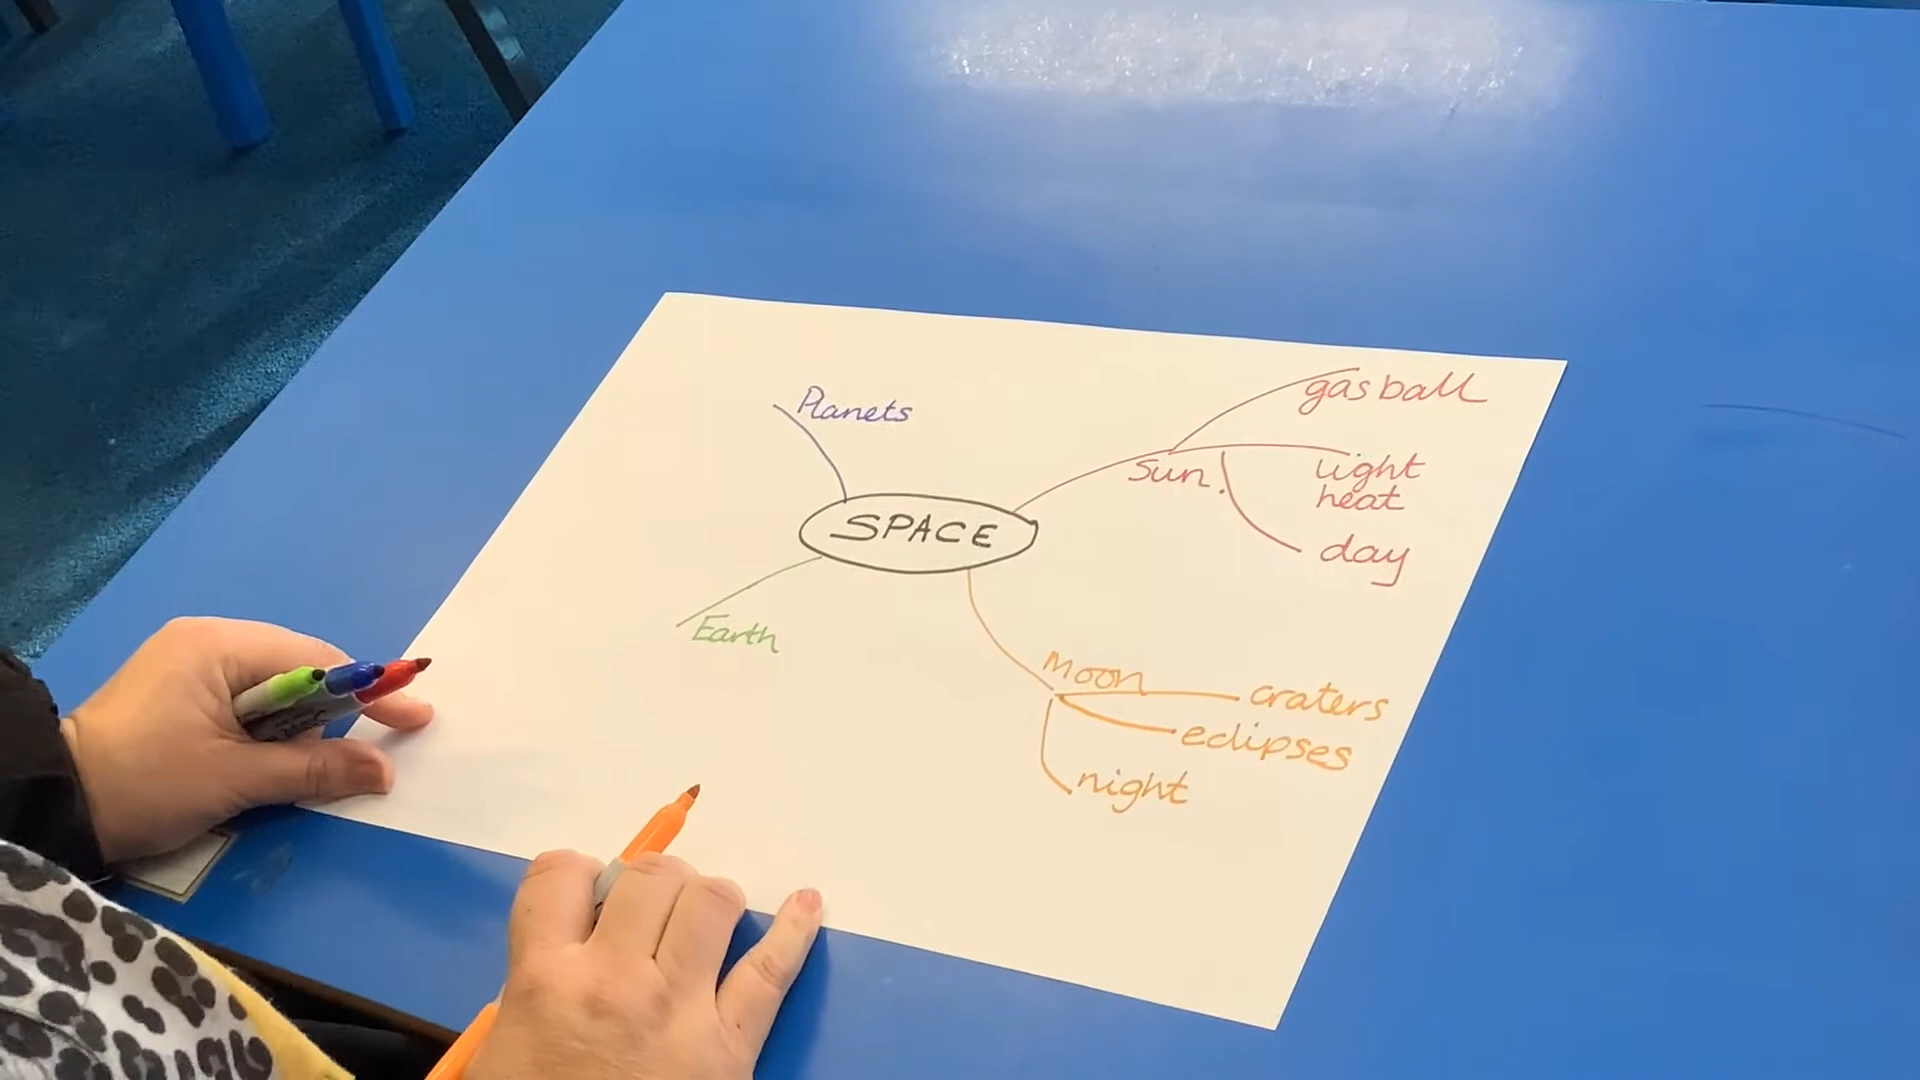 Planets
SPACE
Earth
Sun.
gas ball
light
heat
day
Moon
craters
eclipses
night